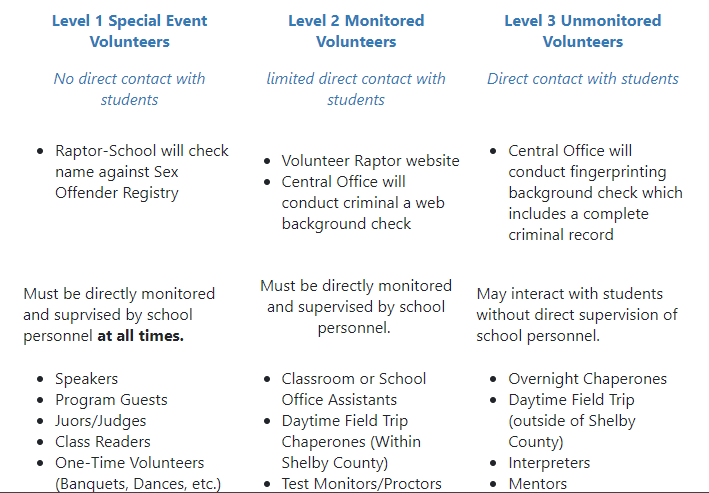 Level 1 Special Event
Volunteers
No direct contact with
students
• Raptor-School will check
name against Sex
Offender Registry
Must be directly monitored
and suprvised by school
personnel at all times.
• Speakers
• Program Guests
• Juors/Judges
• Class Readers
• One-Time Volunteers
(Banquets, Dances, etc.)
Level 2 Monitored
Volunteers
limited direct contact with
students
• Volunteer Raptor website
• Central Office will
conduct criminal a web
background check
Must be directly monitored
and supervised by school
personnel.
• Classroom or School
Office Assistants
• Daytime Field Trip
Chaperones (Within
Shelby County)
• Test Monitors/Proctors
Level 3 Unmonitored
Volunteers
Direct contact with students
• Central Office will
conduct fingerprinting
background check which
includes a complete
criminal record
May interact with students
without direct supervision of
school personnel.
• Overnight Chaperones
• Daytime Field Trip
(outside of Shelby
County)
• Interpreters
• Mentors